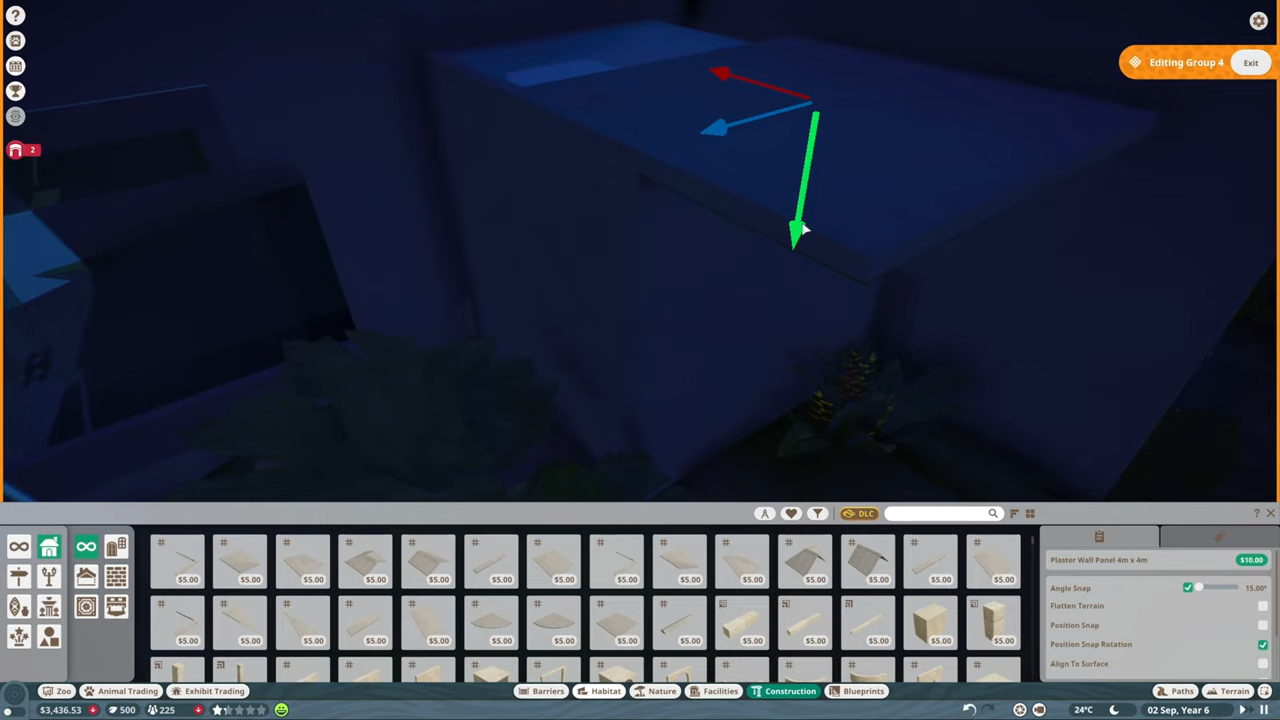 ?
Editing Group 4
Exit
2
A
DLC
?
Plaster Wall Panel 4m x 4m
$10.00
$5.00 $5.00 $5.00 $5.00 $5.00 $5.00 $5.00 $5.00 $5.00 $5.00 $5.00 $5.00 $5.00 $5.00
Angle Snap
15.00°
Flatten Terrain
Position Snap
$5.00 $5.00 $5.00 $5.00 $5.00 $5.00 $5.00 $5.00 $5.00 $5.00 $5.00 $5.00 $5.00 $5.00
Position Snap Rotation
Align To Surface
Zoo
Animal Trading
Exhibit Trading
Barriers
Habitat
Nature
Facilities
Construction
Blueprints
Paths
Terrain
$3,436.53
500
225
24°C
02 Sep, Year 6